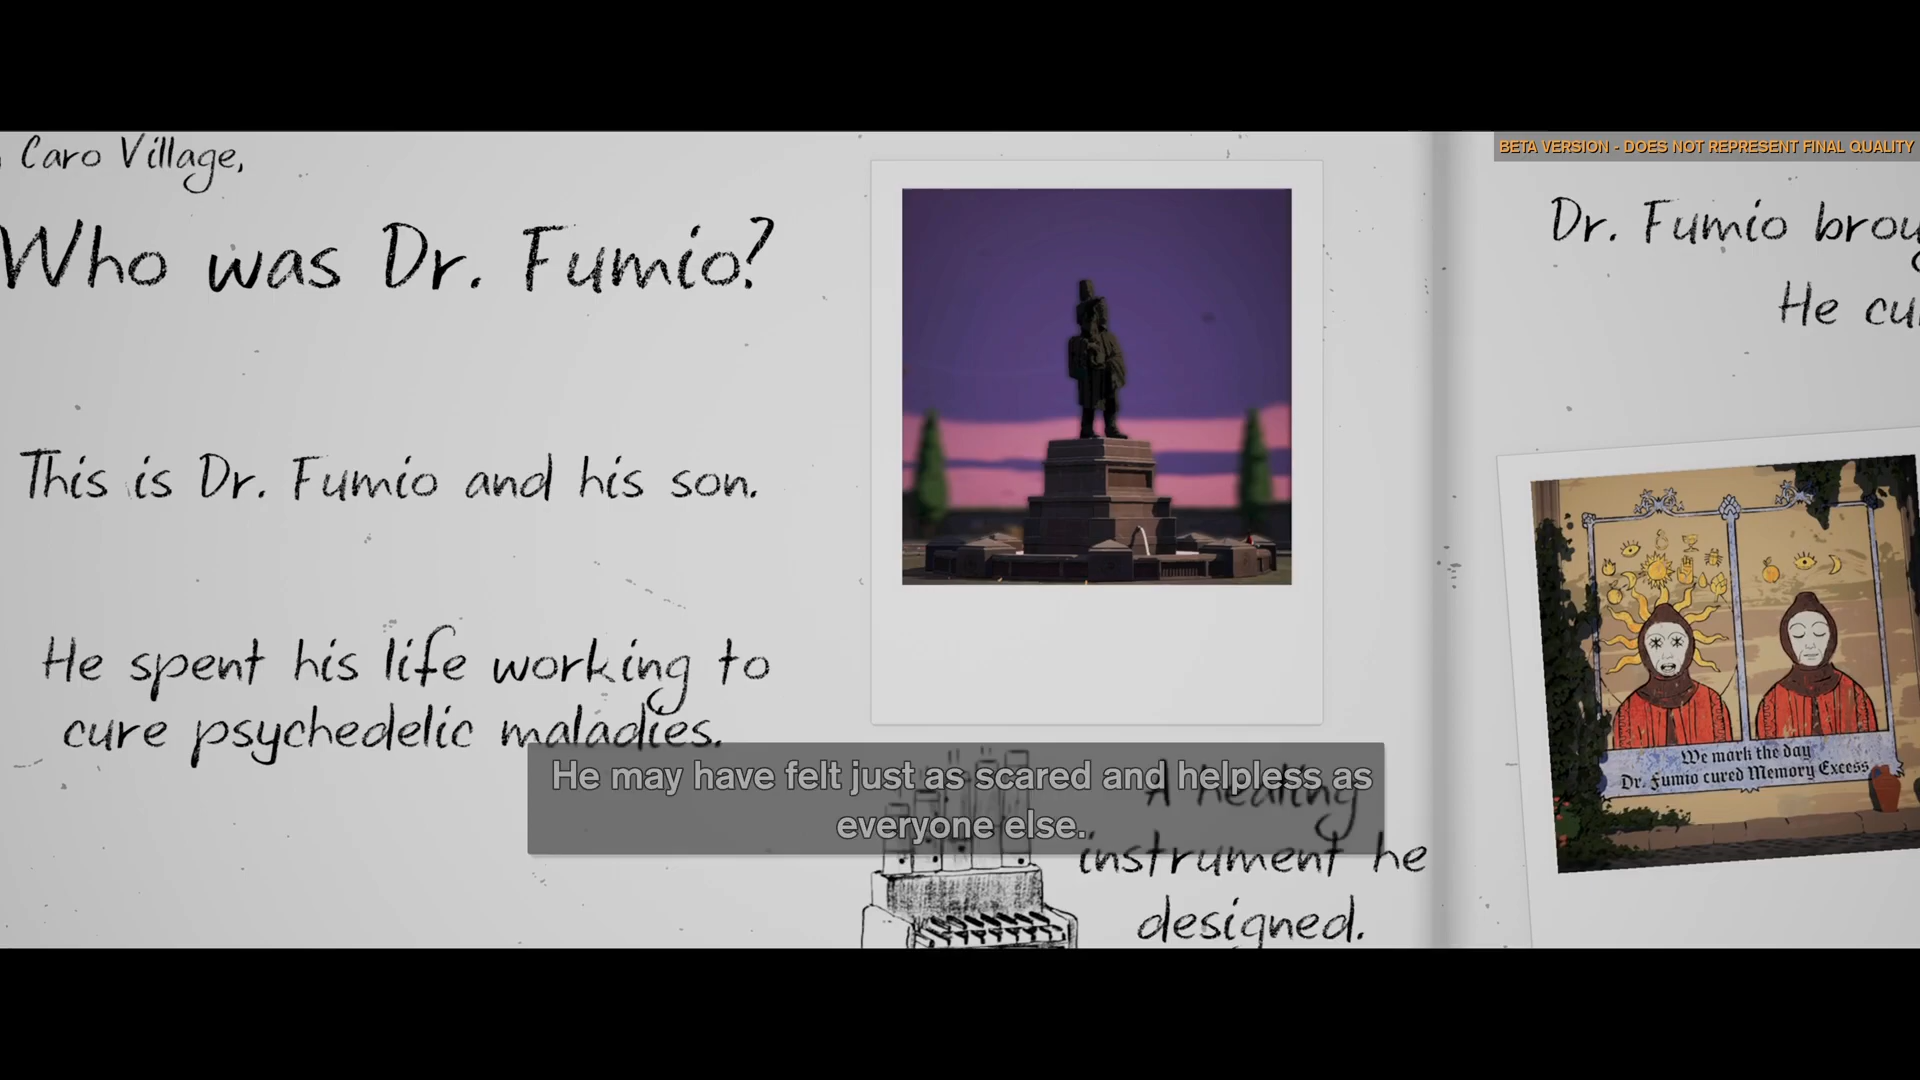 Caro Village,
BETA VERSION - DOES NOT REPRESENT FINAL QUALITY
Who was Dr. Fumio?
This is Dr. Fumio and his son.
He spent his life working to
cure psychedelic maladies.
He may have felt just as scared and helpless as
everyone else.
A healing
instrument he
designed.
Dr. Fumio
He
We mark the day
Dr. Fumio cured Memory Excess